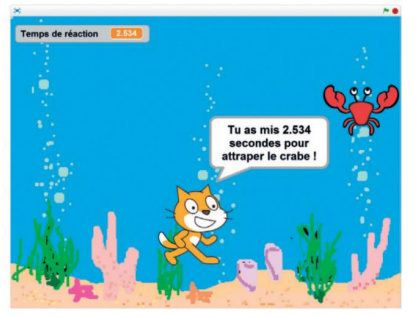 Temps de réaction 2.534
Tu as mis 2.534
secondes pour
attraper le crabe !